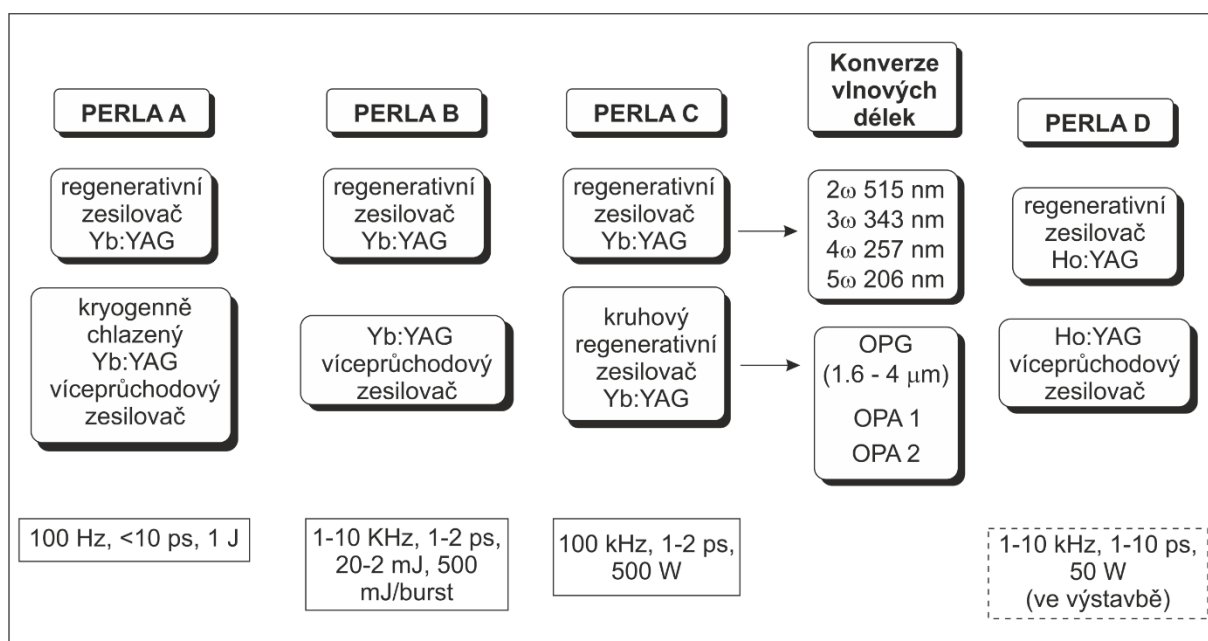 PERLA A
regenerativní
zesilovač
Yb:YAG
kryogenně
chlazený
Yb:YAG
víceprůchodový
zesilovač
100 Hz, <10 ps, 1 J
PERLA B
regenerativní
zesilovač
Yb:YAG
Yb:YAG
víceprůchodový
zesilovač
1-10 KHz, 1-2 ps,
20-2 mJ, 500
mJ/burst
PERLA C
regenerativní
zesilovač
Yb:YAG
kruhový
regenerativní
zesilovač
Yb:YAG
100 kHz, 1-2 ps,
500 W
Konverze
vlnových
délek
2ω 515 nm
3ω 343 nm
4ω 257 nm
5ω 206 nm
OPG
(1.6 - 4 μm)
OPA 1
OPA 2
PERLA D
regenerativní
zesilovač
Ho:YAG
Ho:YAG
víceprůchodový
zesilovač
1-10 kHz, 1-10 ps,
50 W
(ve výstavbě)